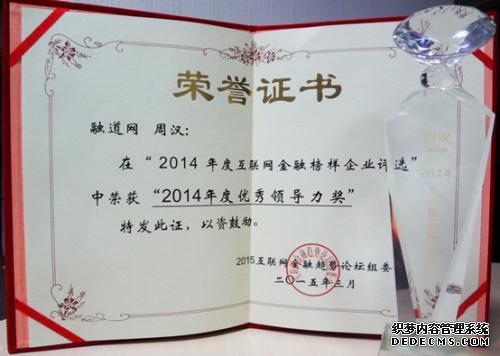 荣誉证书
融道网 周汉:
在“2014 年度互联网金融榜样企业评选”
中荣获“2014年度优秀领导力奖”
特发此证，以资鼓励。
2015互联网金融趋势论坛组委
二〇一五年三月
周汉
2014
织梦内容管理系统
DEDECMS.COM